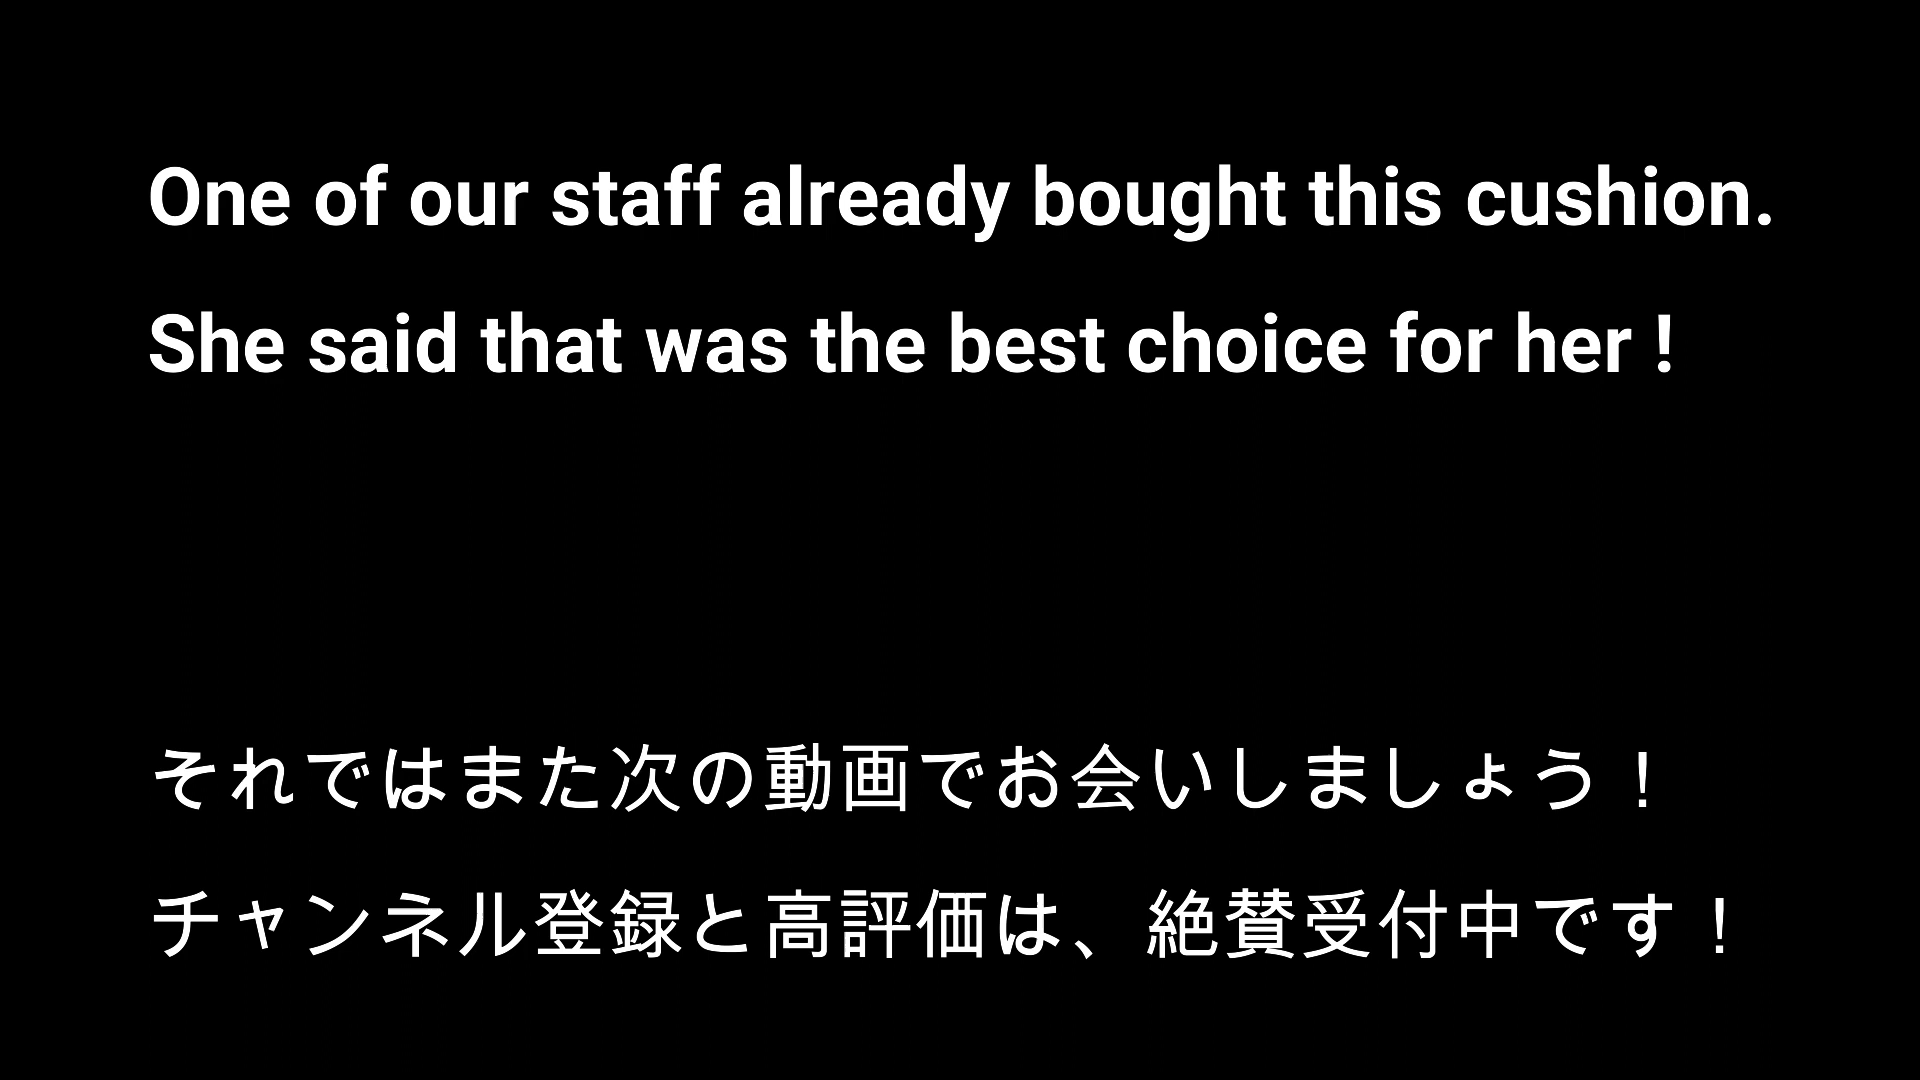 One of our staff already bought this cushion.
She said that was the best choice for her !
それではまた次の動画でお会いしましょう！
チャンネル登録と高評価は、絶賛受付中です！